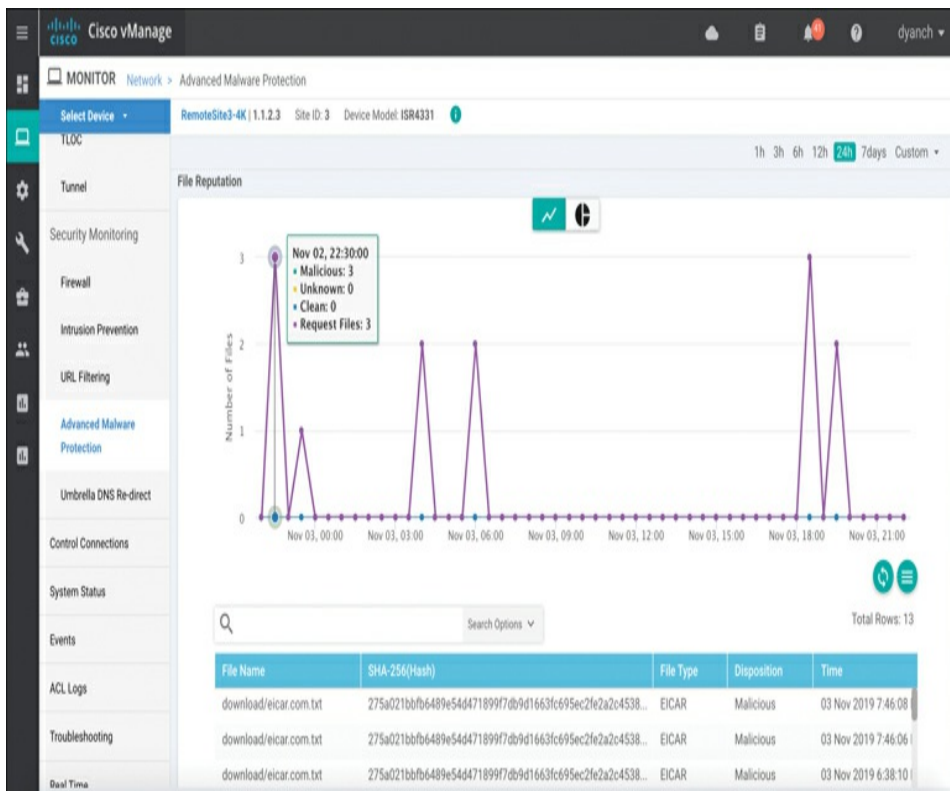 CISCO Cisco vManage
41
dyanch
MONITOR Network > Advanced Malware Protection
Select Device
RemoteSite3-4K | 1.1.2.3 Site ID: 3 Device Model: ISR4331
TLOC
Tunnel
Security Monitoring
Firewall
Intrusion Prevention
URL Filtering
Advanced Malware
Protection
Umbrella DNS Re-direct
Control Connections
System Status
Events
ACL Logs
Troubleshooting
Real Time
1h 3h 6h 12h 24h 7days Custom
File Reputation
Nov 02, 22:30:00
Malicious: 3
Unknown: 0
Clean: 0
Request Files: 3
Number of Files
3
2
1
0
Nov 03, 00:00 Nov 03, 03:00 Nov 03, 06:00 Nov 03, 09:00 Nov 03, 12:00 Nov 03, 15:00 Nov 03, 18:00 Nov 03, 21:00
Search Options
Total Rows: 13
File Name SHA-256(Hash) File Type Disposition Time
download/eicar.com.txt 275a021bbfb6489e54d471899f7db9d1663fc695ec2fe2a2c4538... EICAR Malicious 03 Nov 2019 7:46:08
download/eicar.com.txt 275a021bbfb6489e54d471899f7db9d1663fc695ec2fe2a2c4538... EICAR Malicious 03 Nov 2019 7:46:06
download/eicar.com.txt 275a021bbfb6489e54d471899f7db9d1663fc695ec2fe2a2c4538... EICAR Malicious 03 Nov 2019 6:38:10